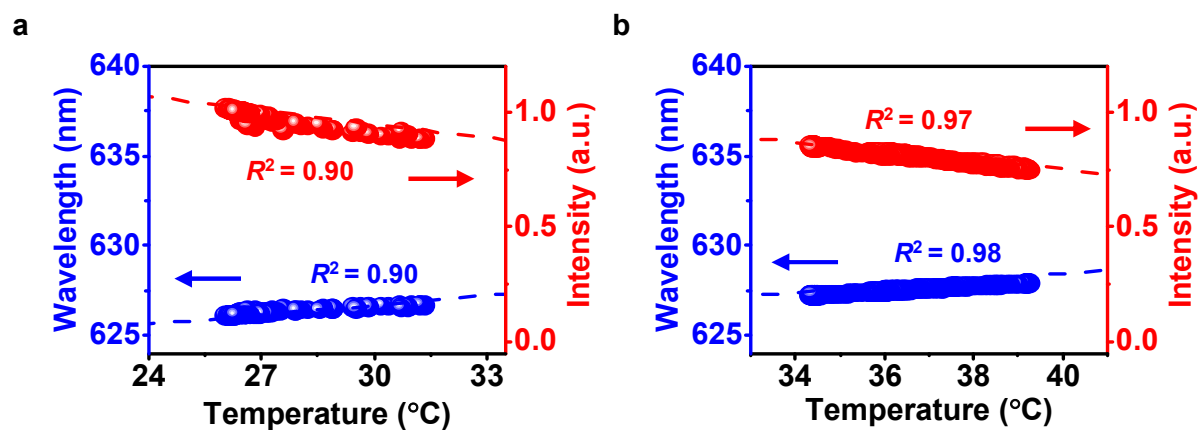 a
640
635
630
625
Wavelength (nm)
R² = 0.90
R² = 0.90
1.0
0.5
0.0
Intensity (a.u.)
24 27 30 33
Temperature (°C)
b
640
635
630
625
Wavelength (nm)
R² = 0.97
R² = 0.98
1.0
0.5
0.0
Intensity (a.u.)
34 36 38 40
Temperature (°C)